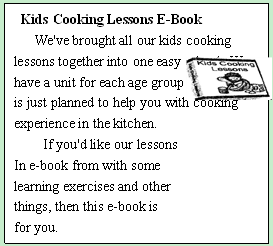 Kids Cooking Lessons E-Book
We've brought all our kids cooking
lessons together into one easy
Kids Cooking
Lessons
have a unit for each age group
is just planned to help you with cooking
experience in the kitchen.
If you'd like our lessons
In e-book from with some
learning exercises and other
things, then this e-book is
for you.